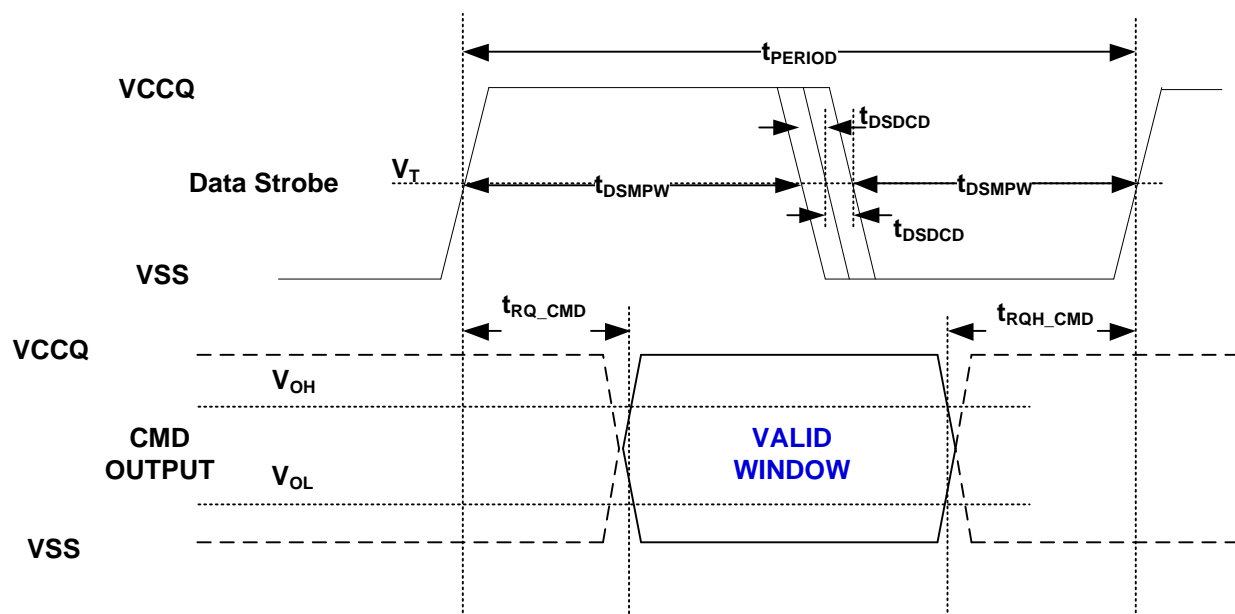 tPERIOD
VCCQ
tDSDCD
VT
Data Strobe
tDSMPW
tDSMPW
tDSDCD
VSS
tRQ_CMD
tRQH_CMD
VCCQ
VOH
CMD
OUTPUT
VALID
WINDOW
VOL
VSS